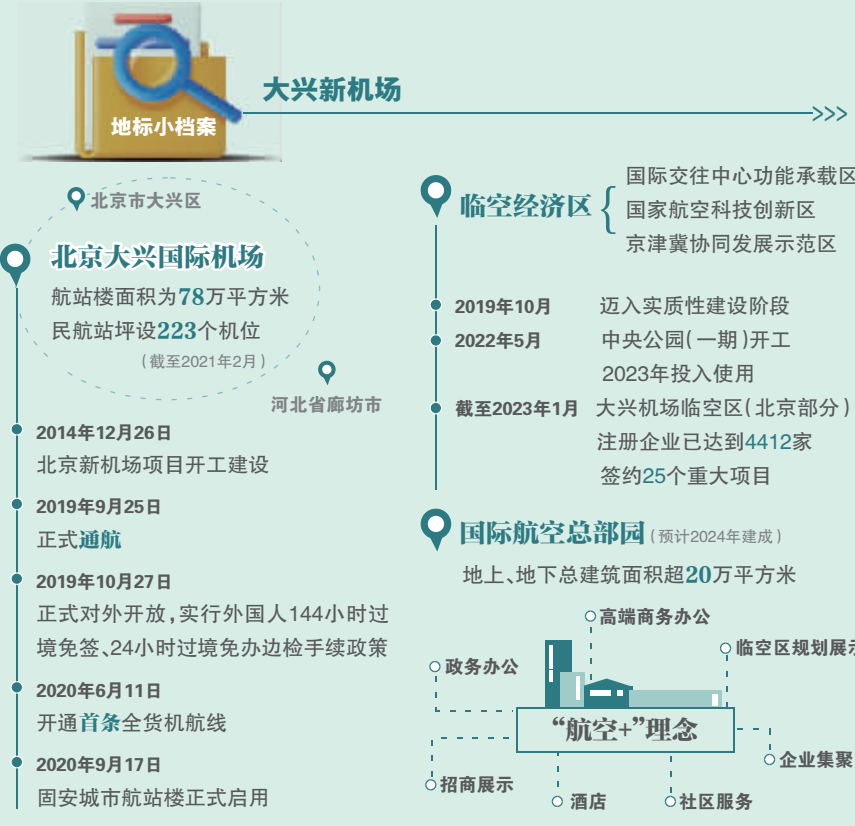 地标小档案
大兴新机场
北京市大兴区
北京大兴国际机场
航站楼面积为78万平方米
民航站坪设223个机位
（截至2021年2月）
河北省廊坊市
2014年12月26日
北京新机场项目开工建设
2019年9月25日
正式通航
2019年10月27日
正式对外开放，实行外国人144小时过
境免签、24小时过境免办边检手续政策
2020年6月11日
开通首条全货机航线
2020年9月17日
固安城市航站楼正式启用
临空经济区
国际交往中心功能承载区
国家航空科技创新区
京津冀协同发展示范区
2019年10月 迈入实质性建设阶段
2022年5月 中央公园(一期)开工
2023年投入使用
截至2023年1月 大兴机场临空区(北京部分)
注册企业已达到4412家
签约25个重大项目
国际航空总部园（预计2024年建成）
地上、地下总建筑面积超20万平方米
高端商务办公
临空区规划展示
政务办公
“航空+”理念
企业集聚
招商展示
酒店
社区服务